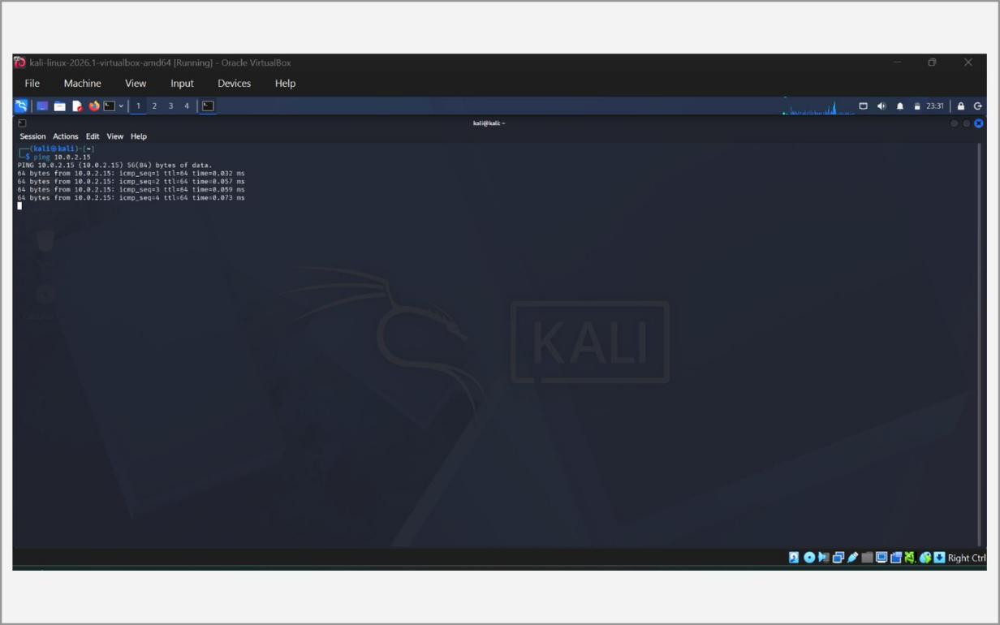 kali-linux-2026.1-virtualbox-amd64 [Running] - Oracle VirtualBox
File Machine View Input Devices Help
1 2 3 4 23:31
kali@kali: ~
Session Actions Edit View Help
┌──(kali㉿kali)-[~]
└─$ ping 10.0.2.15
PING 10.0.2.15 (10.0.2.15) 56(84) bytes of data.
64 bytes from 10.0.2.15: icmp_seq=1 ttl=64 time=0.032 ms
64 bytes from 10.0.2.15: icmp_seq=2 ttl=64 time=0.057 ms
64 bytes from 10.0.2.15: icmp_seq=3 ttl=64 time=0.059 ms
64 bytes from 10.0.2.15: icmp_seq=4 ttl=64 time=0.073 ms
KALI
Right Ctrl